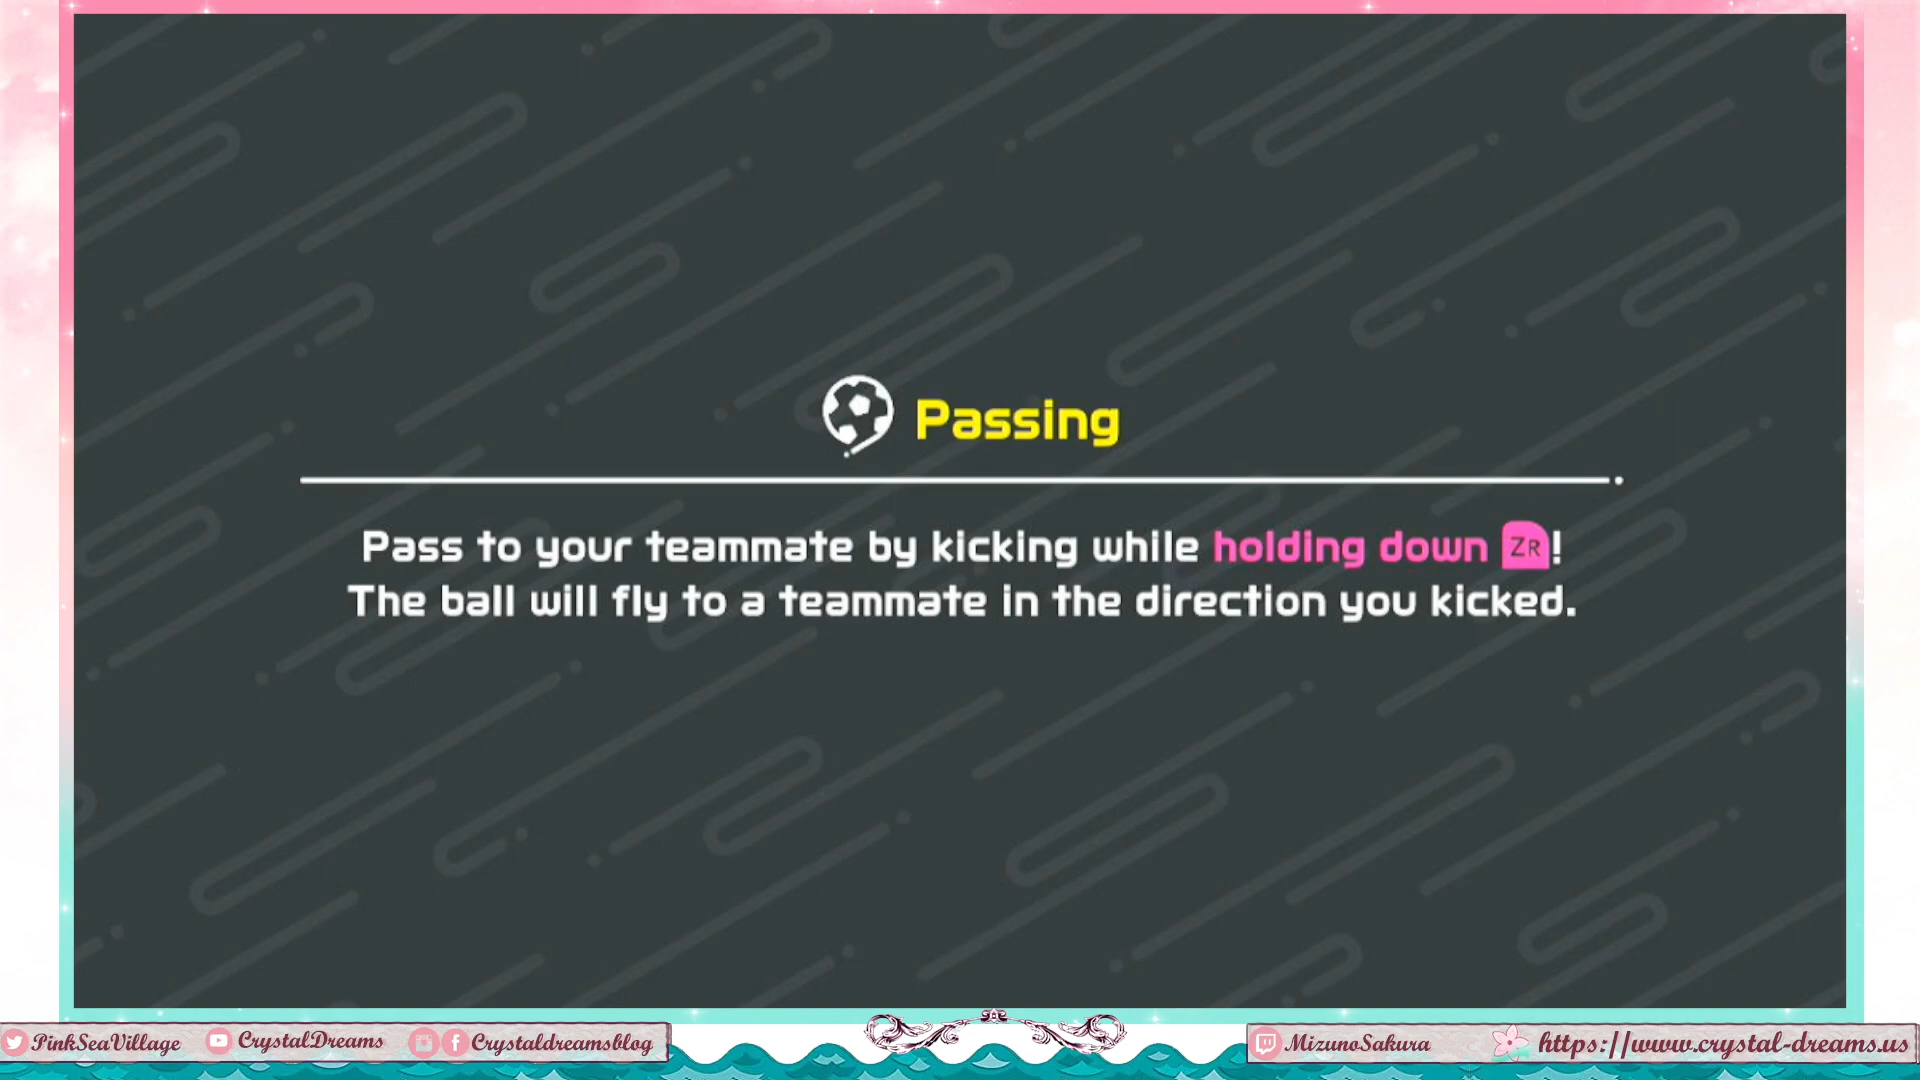 Passing
Pass to your teammate by kicking while holding down ZR!
The ball will fly to a teammate in the direction you kicked.
PinkSeaVillage CrystalDreams Crystaldreamsblog MizunoSakura https://www.crystal-dreams.us